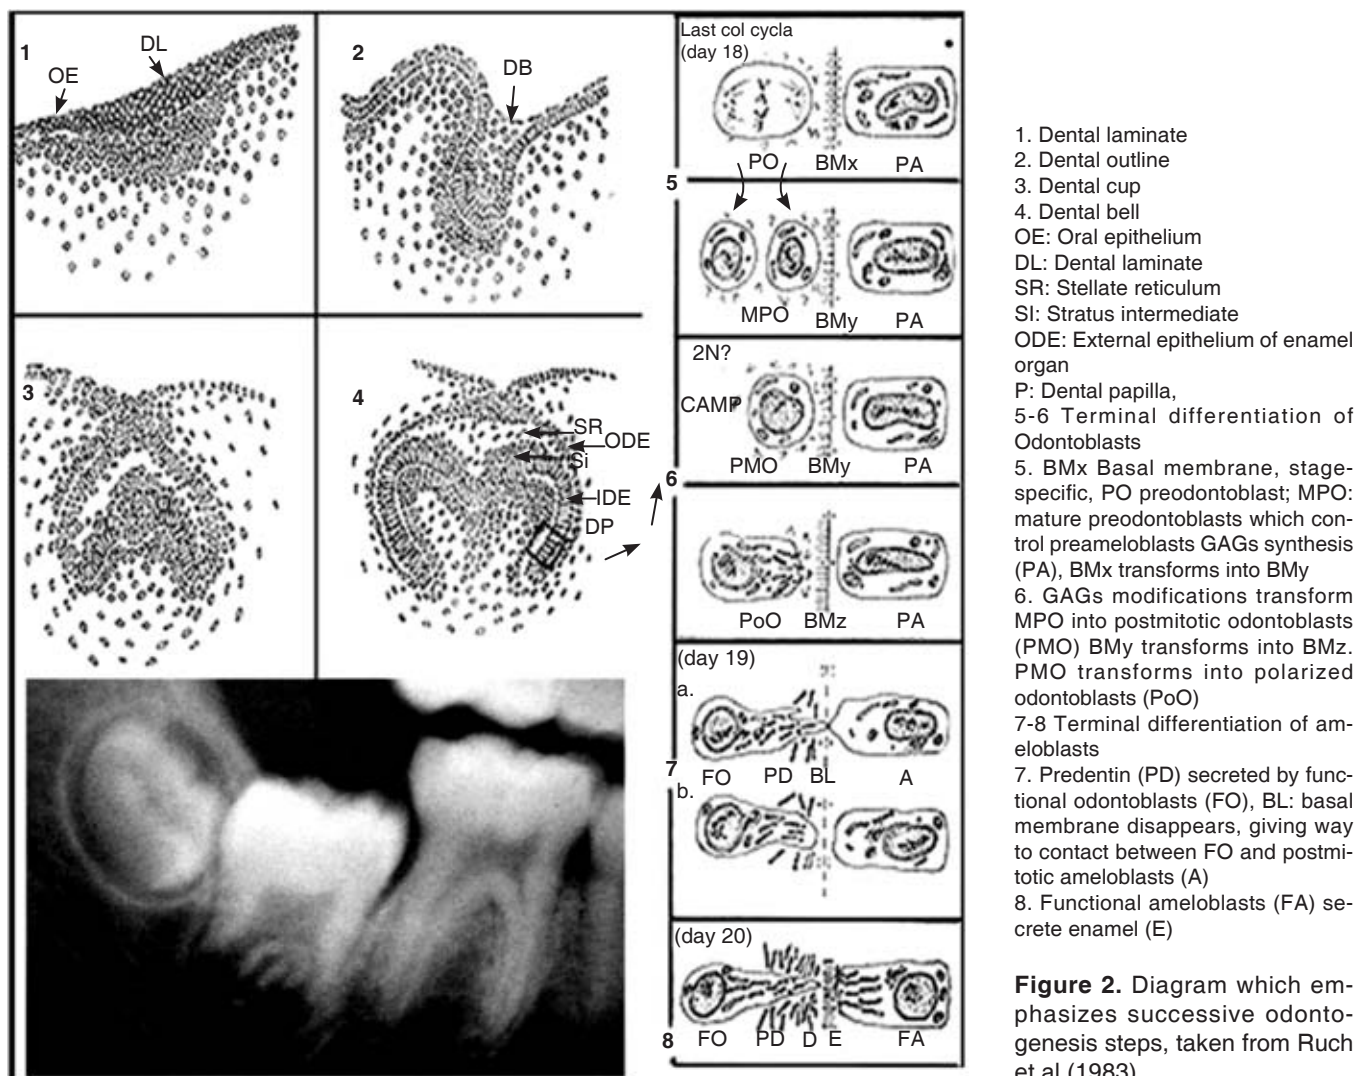 1
DL
OE
2
DB
3
4
SR
ODE
Si
IDE
DP
Last col cycla
(day 18)
PO BMx PA
5
MPO BMy PA
2N?
CAMP
PMO BMy PA
6
PoO BMz PA
(day 19)
a.
7
FO PD BL A
b.
(day 20)
8 FO PD D E FA
1. Dental laminate
2. Dental outline
3. Dental cup
4. Dental bell
OE: Oral epithelium
DL: Dental laminate
SR: Stellate reticulum
SI: Stratus intermediate
ODE: External epithelium of enamel
organ
P: Dental papilla,
5-6 Terminal differentiation of
Odontoblasts
5. BMx Basal membrane, stage-
specific, PO preodontoblast; MPO:
mature preodontoblasts which con-
trol preameloblasts GAGs synthesis
(PA), BMx transforms into BMy
6. GAGs modifications transform
MPO into postmitotic odontoblasts
(PMO) BMy transforms into BMz.
PMO transforms into polarized
odontoblasts (PoO)
7-8 Terminal differentiation of am-
eloblasts
7. Predentin (PD) secreted by func-
tional odontoblasts (FO), BL: basal
membrane disappears, giving way
to contact between FO and postmi-
totic ameloblasts (A)
8. Functional ameloblasts (FA) se-
crete enamel (E)
Figure 2. Diagram which em-
phasizes successive odonto-
genesis steps, taken from Ruch
et al (1983)